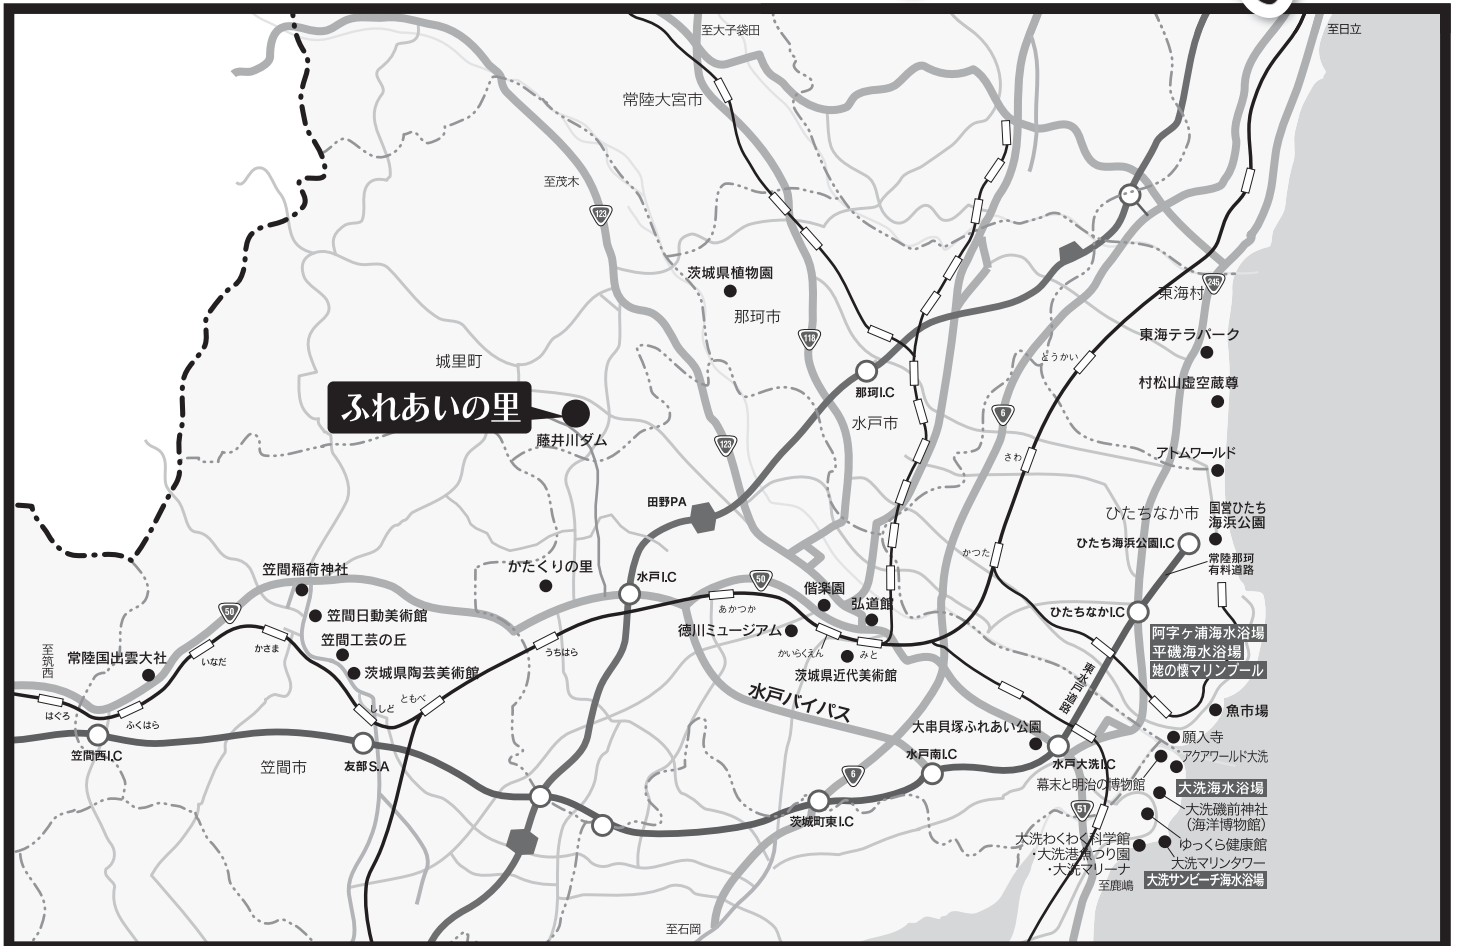 至大子袋田
至日立
常陸大宮市
至茂木
123
茨城県植物園
那珂市
東海村
245
東海テラパーク
118
城里町
とうかい
村松山虚空蔵尊
那珂I.C
ふれあいの里
水戸市
6
藤井川ダム
123
さわ
アトムワールド
田野PA
ひたちなか市
国営ひたち
海浜公園
ひたち海浜公園I.C
かつた
常陸那珂
有料道路
笠間稲荷神社
かたくりの里
水戸I.C
50
偕楽園
弘道館
50
あかつか
ひたちなかI.C
笠間日動美術館
徳川ミュージアム
阿字ヶ浦海水浴場
笠間工芸の丘
かいらくえん
みと
平磯海水浴場
至筑西
常陸国出雲大社
いなだ
かさま
うちはら
茨城県陶芸美術館
茨城県近代美術館
姥の懐マリンプール
東水戸道路
ともべ
ししど
水戸バイパス
はぐろ
ふくはら
魚市場
大串貝塚ふれあい公園
願入寺
笠間西I.C
水戸南I.C
アクアワールド大洗
笠間市
友部S.A
水戸大洗I.C
6
幕末と明治の博物館
大洗海水浴場
51
茨城町東I.C
大洗磯前神社
（海洋博物館）
大洗わくわく科学館
・大洗港魚つり園
・大洗マリーナ
ゆっくら健康館
大洗マリンタワー
至鹿嶋
大洗サンビーチ海水浴場
至石岡